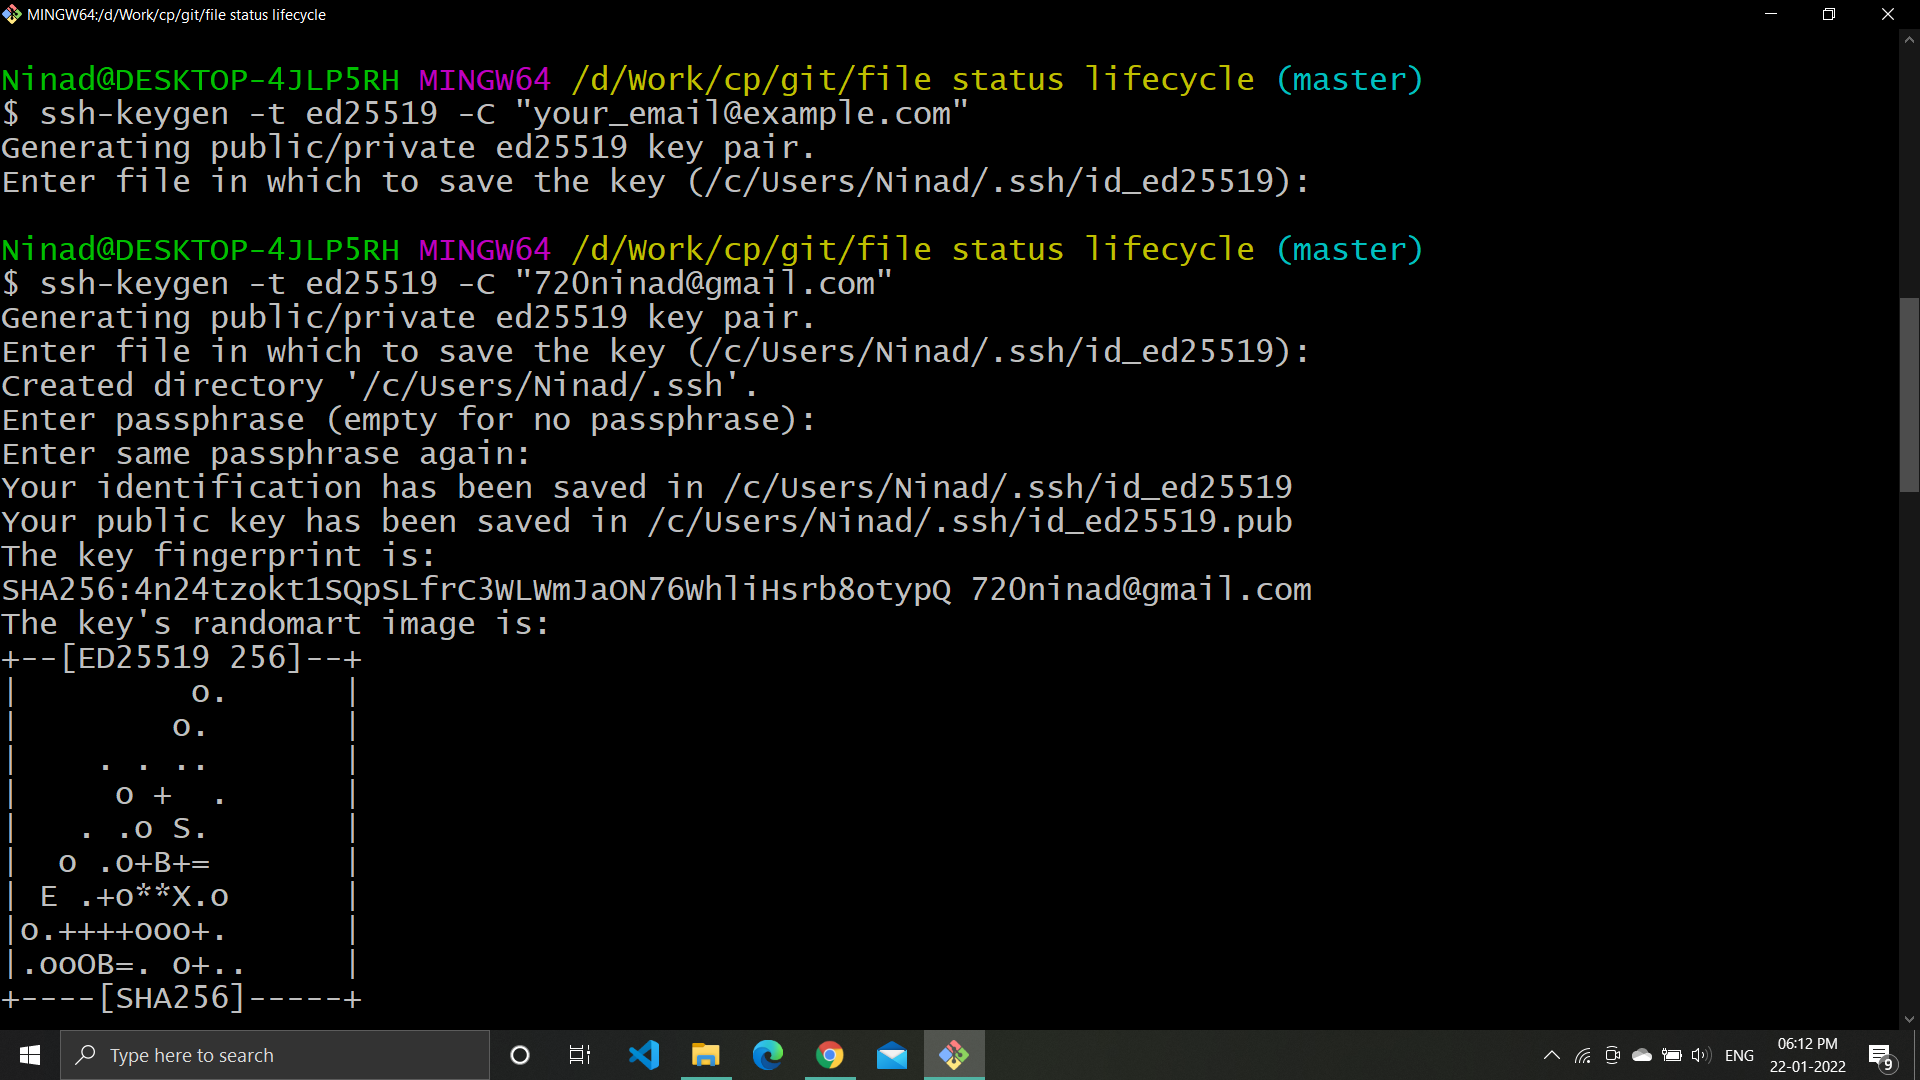 MINGW64:/d/Work/cp/git/file status lifecycle
Ninad@DESKTOP-4JLP5RH MINGW64 /d/Work/cp/git/file status lifecycle (master)
$ ssh-keygen -t ed25519 -C "your_email@example.com"
Generating public/private ed25519 key pair.
Enter file in which to save the key (/c/Users/Ninad/.ssh/id_ed25519):
Ninad@DESKTOP-4JLP5RH MINGW64 /d/Work/cp/git/file status lifecycle (master)
$ ssh-keygen -t ed25519 -C "720ninad@gmail.com"
Generating public/private ed25519 key pair.
Enter file in which to save the key (/c/Users/Ninad/.ssh/id_ed25519):
Created directory '/c/Users/Ninad/.ssh'.
Enter passphrase (empty for no passphrase):
Enter same passphrase again:
Your identification has been saved in /c/Users/Ninad/.ssh/id_ed25519
Your public key has been saved in /c/Users/Ninad/.ssh/id_ed25519.pub
The key fingerprint is:
SHA256:4n24tzokt1SQpSLfrC3WLWmJaON76WhliHsrb8otypQ 720ninad@gmail.com
The key's randomart image is:
+--[ED25519 256]--+
|         o.      |
|        o.       |
|    . . ..       |
|     o +  .      |
|   . .o S.       |
|  o .o+B+=       |
| E .+o**X.o      |
|o.++++ooo+.      |
|.ooOB=. o+..     |
+----[SHA256]-----+
Type here to search
ENG
06:12 PM
22-01-2022
9